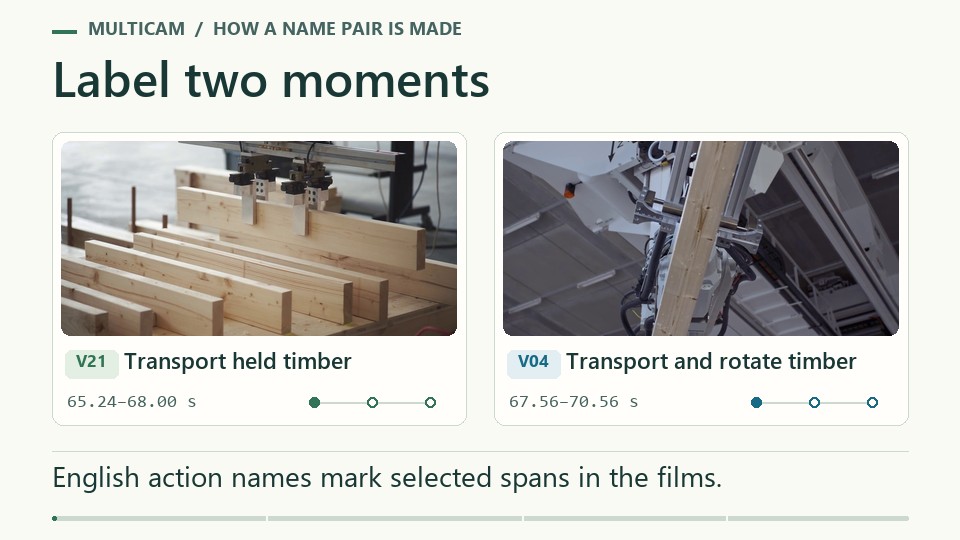 MULTICAM / HOW A NAME PAIR IS MADE
Label two moments
V21 Transport held timber
65.24–68.00 s
V04 Transport and rotate timber
67.56–70.56 s
English action names mark selected spans in the films.